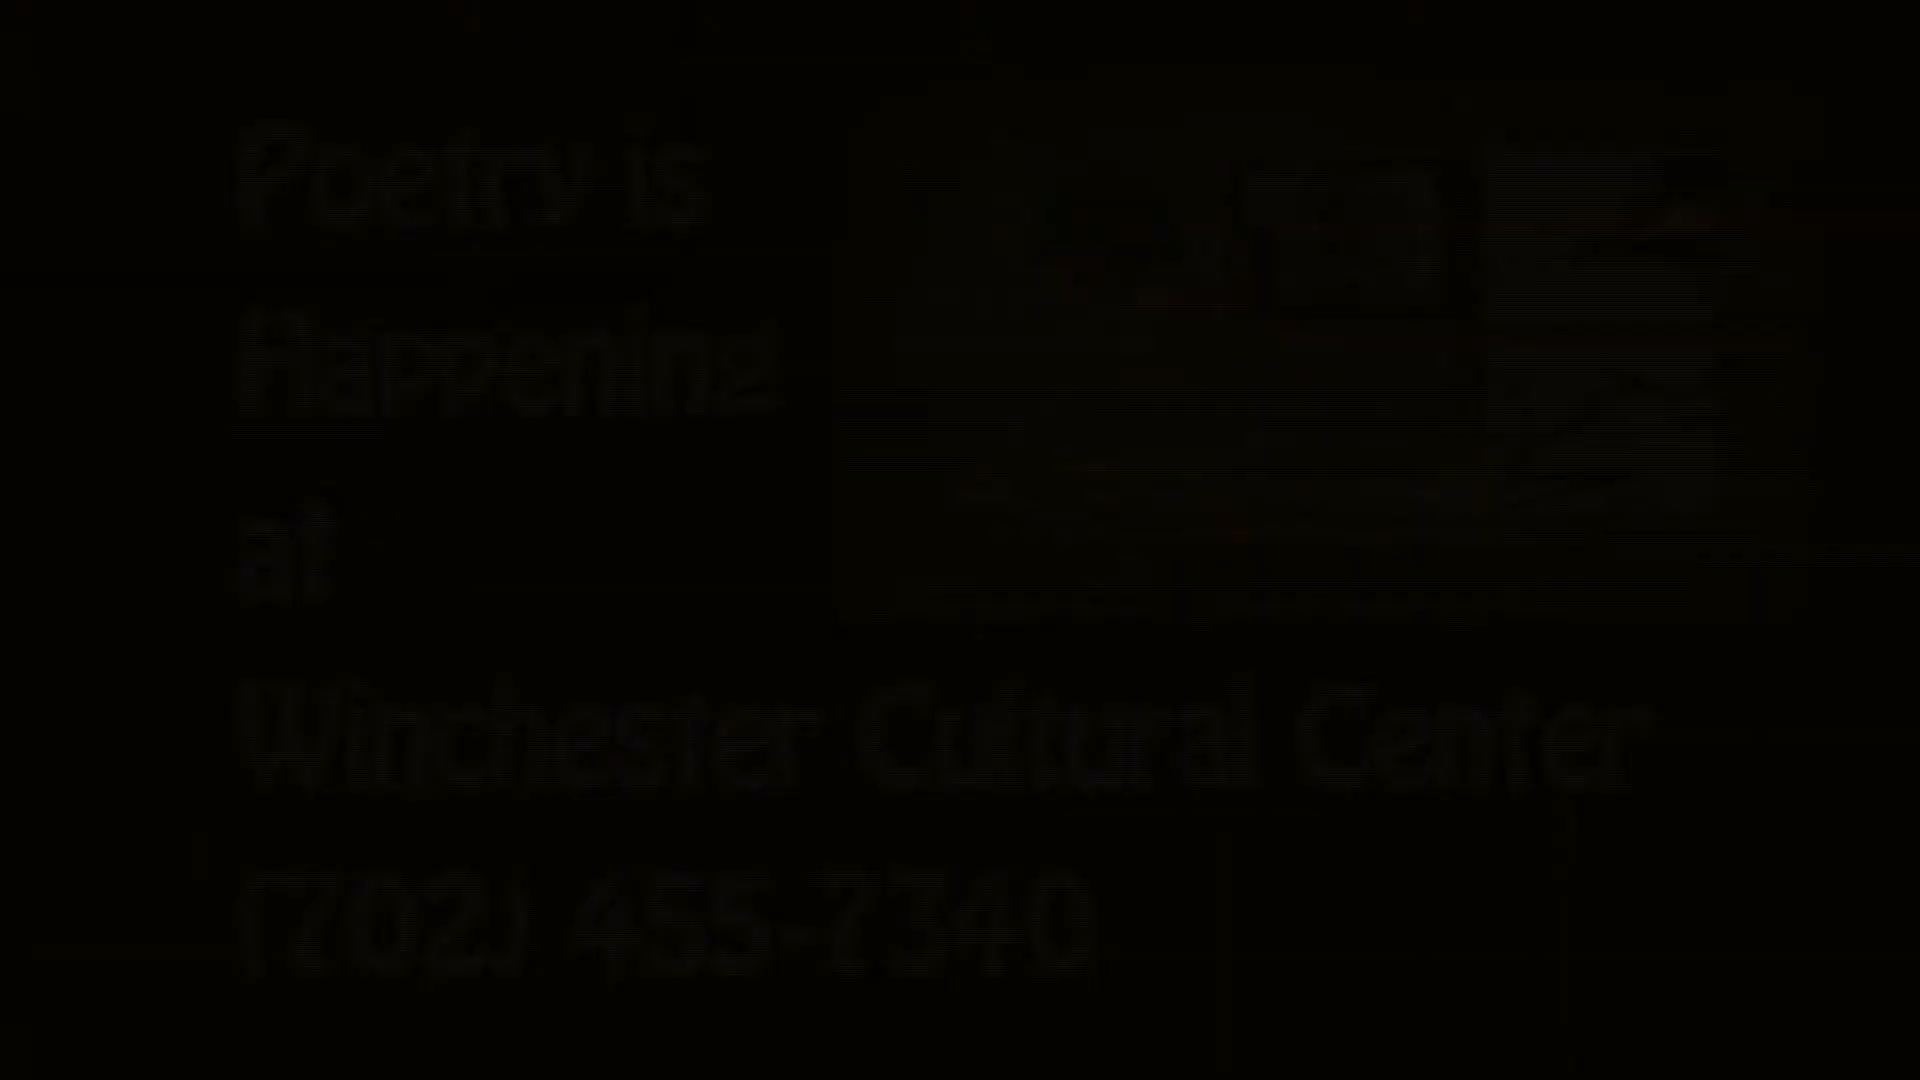 Poetry is
Happening
at
Winchester Cultural Center
(702) 455-7340